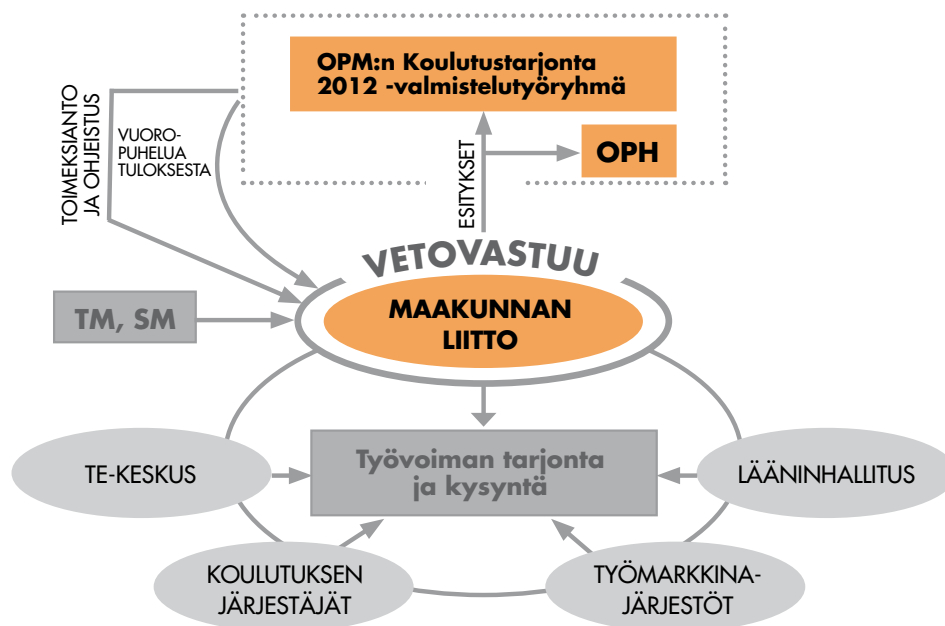 OPM:n Koulutustarjonta
2012 -valmistelutyöryhmä
OPH
TOIMEKSIANTO
JA OHJEISTUS
VUORO-
PUHELUA
TULOKSESTA
ESITYKSET
VETOVASTUU
MAAKUNNAN
LIITTO
TM, SM
TE-KESKUS
Työvoiman tarjonta
ja kysyntä
LÄÄNINHALLITUS
KOULUTUKSEN
JÄRJESTÄJÄT
TYÖMARKKINA-
JÄRJESTÖT